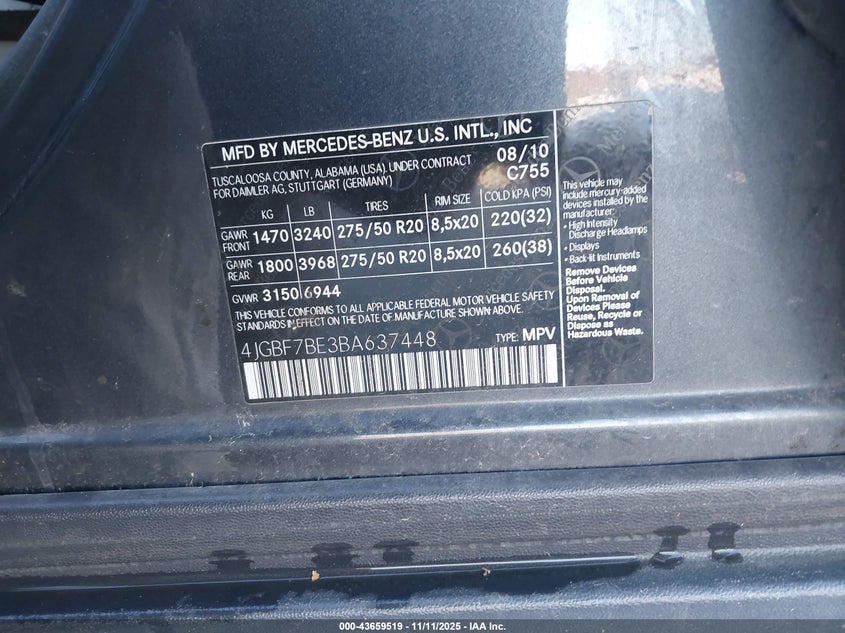 MFD BY MERCEDES-BENZ U.S. INTL., INC
TUSCALOOSA COUNTY, ALABAMA (USA). UNDER CONTRACT 08/10
FOR DAIMLER AG, STUTTGART (GERMANY) C755
KG LB TIRES RIM SIZE COLD KPA (PSI)
GAWR FRONT 1470 3240 275/50 R20 8,5x20 220(32)
GAWR REAR 1800 3968 275/50 R20 8,5x20 260(38)
GVWR 3150 6944
THIS VEHICLE CONFORMS TO ALL APPLICABLE FEDERAL MOTOR VEHICLE SAFETY
STANDARDS IN EFFECT ON THE DATE OF MANUFACTURE SHOWN ABOVE.
4JGBF7BE3BA637448 TYPE: MPV
This vehicle may
include mercury-added
devices installed by the
manufacturer:
• High Intensity
Discharge Headlamps
• Displays
• Back-lit Instruments
Remove Devices
Before Vehicle
Disposal.
Upon Removal of
Devices Please
Reuse, Recycle or
Dispose as
Hazardous Waste.
000-43659519 - 11/11/2025 - IAA Inc.